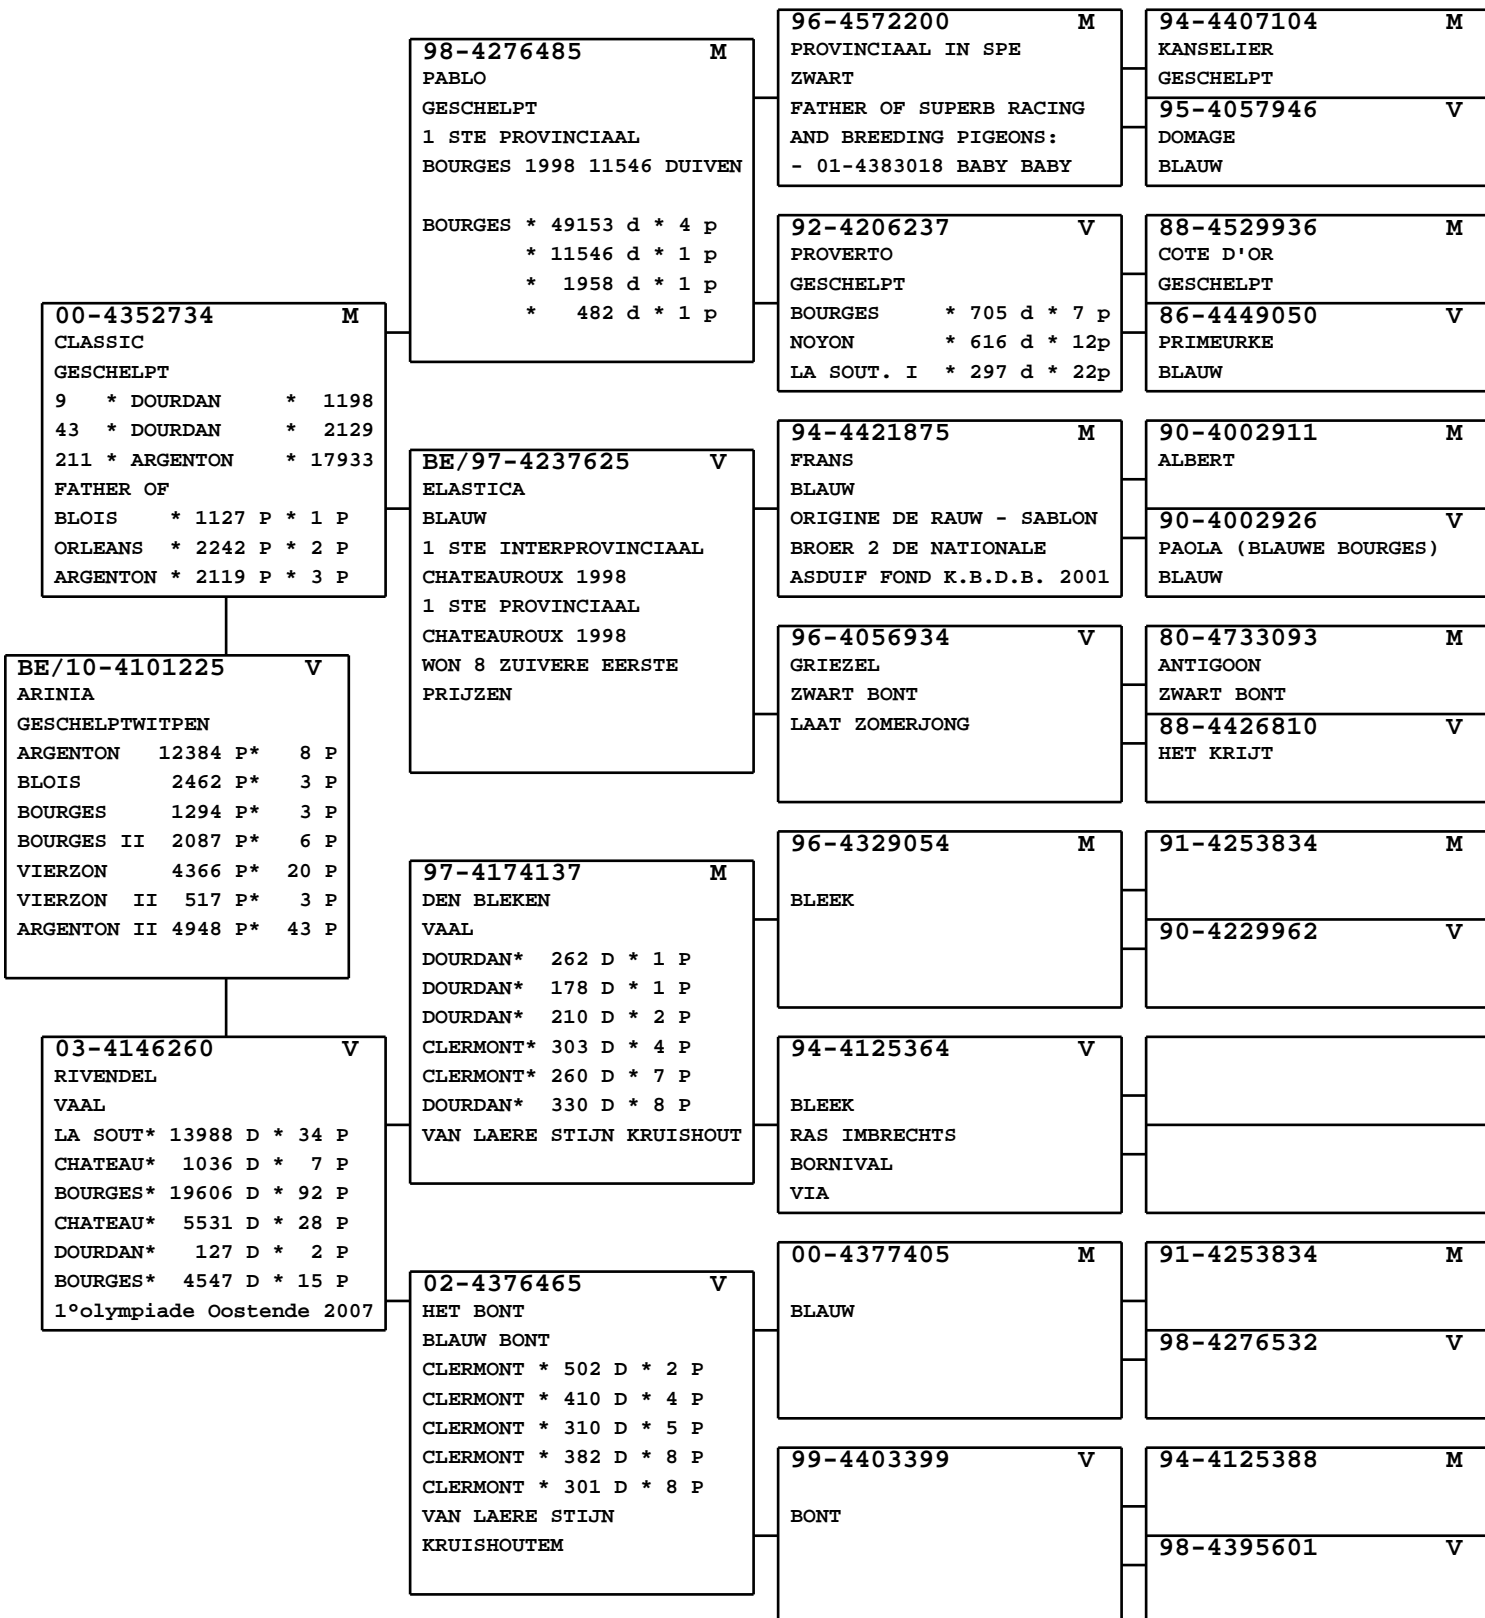 BE/10-4101225 V
ARINIA
GESCHELPTWITPEN
ARGENTON 12384 P* 8 P
BLOIS 2462 P* 3 P
BOURGES 1294 P* 3 P
BOURGES II 2087 P* 6 P
VIERZON 4366 P* 20 P
VIERZON II 517 P* 3 P
ARGENTON II 4948 P* 43 P
00-4352734 M
CLASSIC
GESCHELPT
9 * DOURDAN * 1198
43 * DOURDAN * 2129
211 * ARGENTON * 17933
FATHER OF
BLOIS * 1127 P * 1 P
ORLEANS * 2242 P * 2 P
ARGENTON * 2119 P * 3 P
03-4146260 V
RIVENDEL
VAAL
LA SOUT* 13988 D * 34 P
CHATEAU* 1036 D * 7 P
BOURGES* 19606 D * 92 P
CHATEAU* 5531 D * 28 P
DOURDAN* 127 D * 2 P
BOURGES* 4547 D * 15 P
1°olympiade Oostende 2007
98-4276485 M
PABLO
GESCHELPT
1 STE PROVINCIAAL
BOURGES 1998 11546 DUIVEN
BOURGES * 49153 d * 4 p
* 11546 d * 1 p
* 1958 d * 1 p
* 482 d * 1 p
BE/97-4237625 V
ELASTICA
BLAUW
1 STE INTERPROVINCIAAL
CHATEAUROUX 1998
1 STE PROVINCIAAL
CHATEAUROUX 1998
WON 8 ZUIVERE EERSTE
PRIJZEN
97-4174137 M
DEN BLEKEN
VAAL
DOURDAN* 262 D * 1 P
DOURDAN* 178 D * 1 P
DOURDAN* 210 D * 2 P
CLERMONT* 303 D * 4 P
CLERMONT* 260 D * 7 P
DOURDAN* 330 D * 8 P
VAN LAERE STIJN KRUISHOUT
02-4376465 V
HET BONT
BLAUW BONT
CLERMONT * 502 D * 2 P
CLERMONT * 410 D * 4 P
CLERMONT * 310 D * 5 P
CLERMONT * 382 D * 8 P
CLERMONT * 301 D * 8 P
VAN LAERE STIJN
KRUISHOUTEM
96-4572200 M
PROVINCIAAL IN SPE
ZWART
FATHER OF SUPERB RACING
AND BREEDING PIGEONS:
- 01-4383018 BABY BABY
92-4206237 V
PROVERTO
GESCHELPT
BOURGES * 705 d * 7 p
NOYON * 616 d * 12p
LA SOUT. I * 297 d * 22p
94-4421875 M
FRANS
BLAUW
ORIGINE DE RAUW - SABLON
BROER 2 DE NATIONALE
ASDUIF FOND K.B.D.B. 2001
96-4056934 V
GRIEZEL
ZWART BONT
LAAT ZOMERJONG
96-4329054 M
BLEEK
94-4125364 V
BLEEK
RAS IMBRECHTS
BORNIVAL
VIA
00-4377405 M
BLAUW
99-4403399 V
BONT
94-4407104 M
KANSELIER
GESCHELPT
95-4057946 V
DOMAGE
BLAUW
88-4529936 M
COTE D'OR
GESCHELPT
86-4449050 V
PRIMEURKE
BLAUW
90-4002911 M
ALBERT
90-4002926 V
PAOLA (BLAUWE BOURGES)
BLAUW
80-4733093 M
ANTIGOON
ZWART BONT
88-4426810 V
HET KRIJT
91-4253834 M
90-4229962 V
91-4253834 M
98-4276532 V
94-4125388 M
98-4395601 V